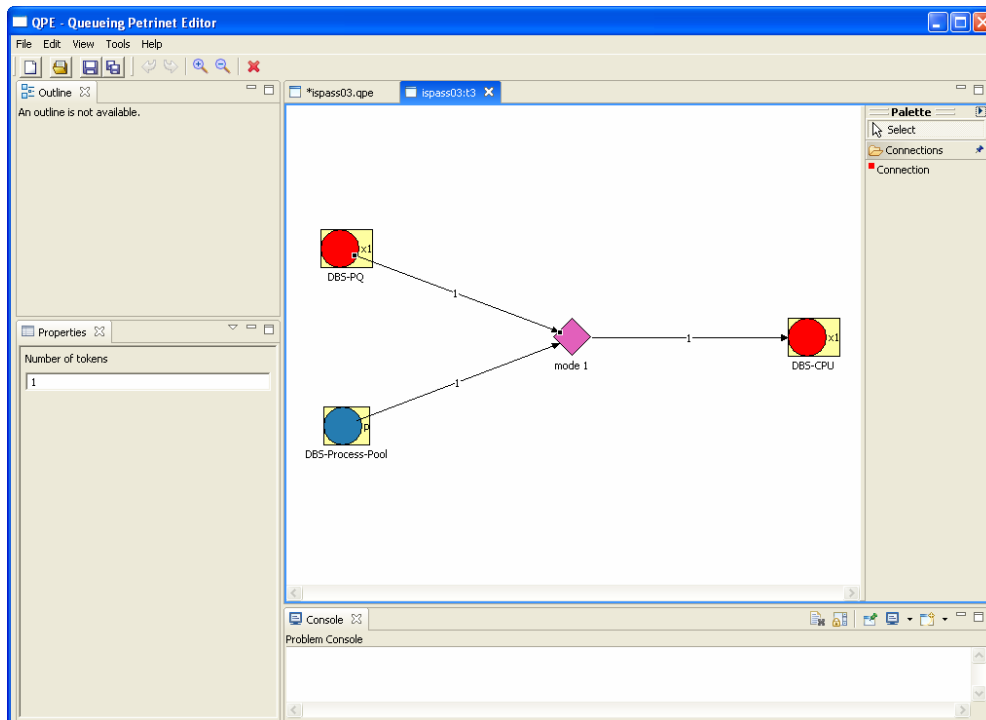 QPE - Queueing Petrinet Editor
File Edit View Tools Help
Outline
An outline is not available.
*ispass03.qpe
ispass03:t3
Palette
Select
Connections
Connection
x1
DBS-PQ
1
mode 1
1
x1
DBS-CPU
1
p
DBS-Process-Pool
Properties
Number of tokens
1
Console
Problem Console